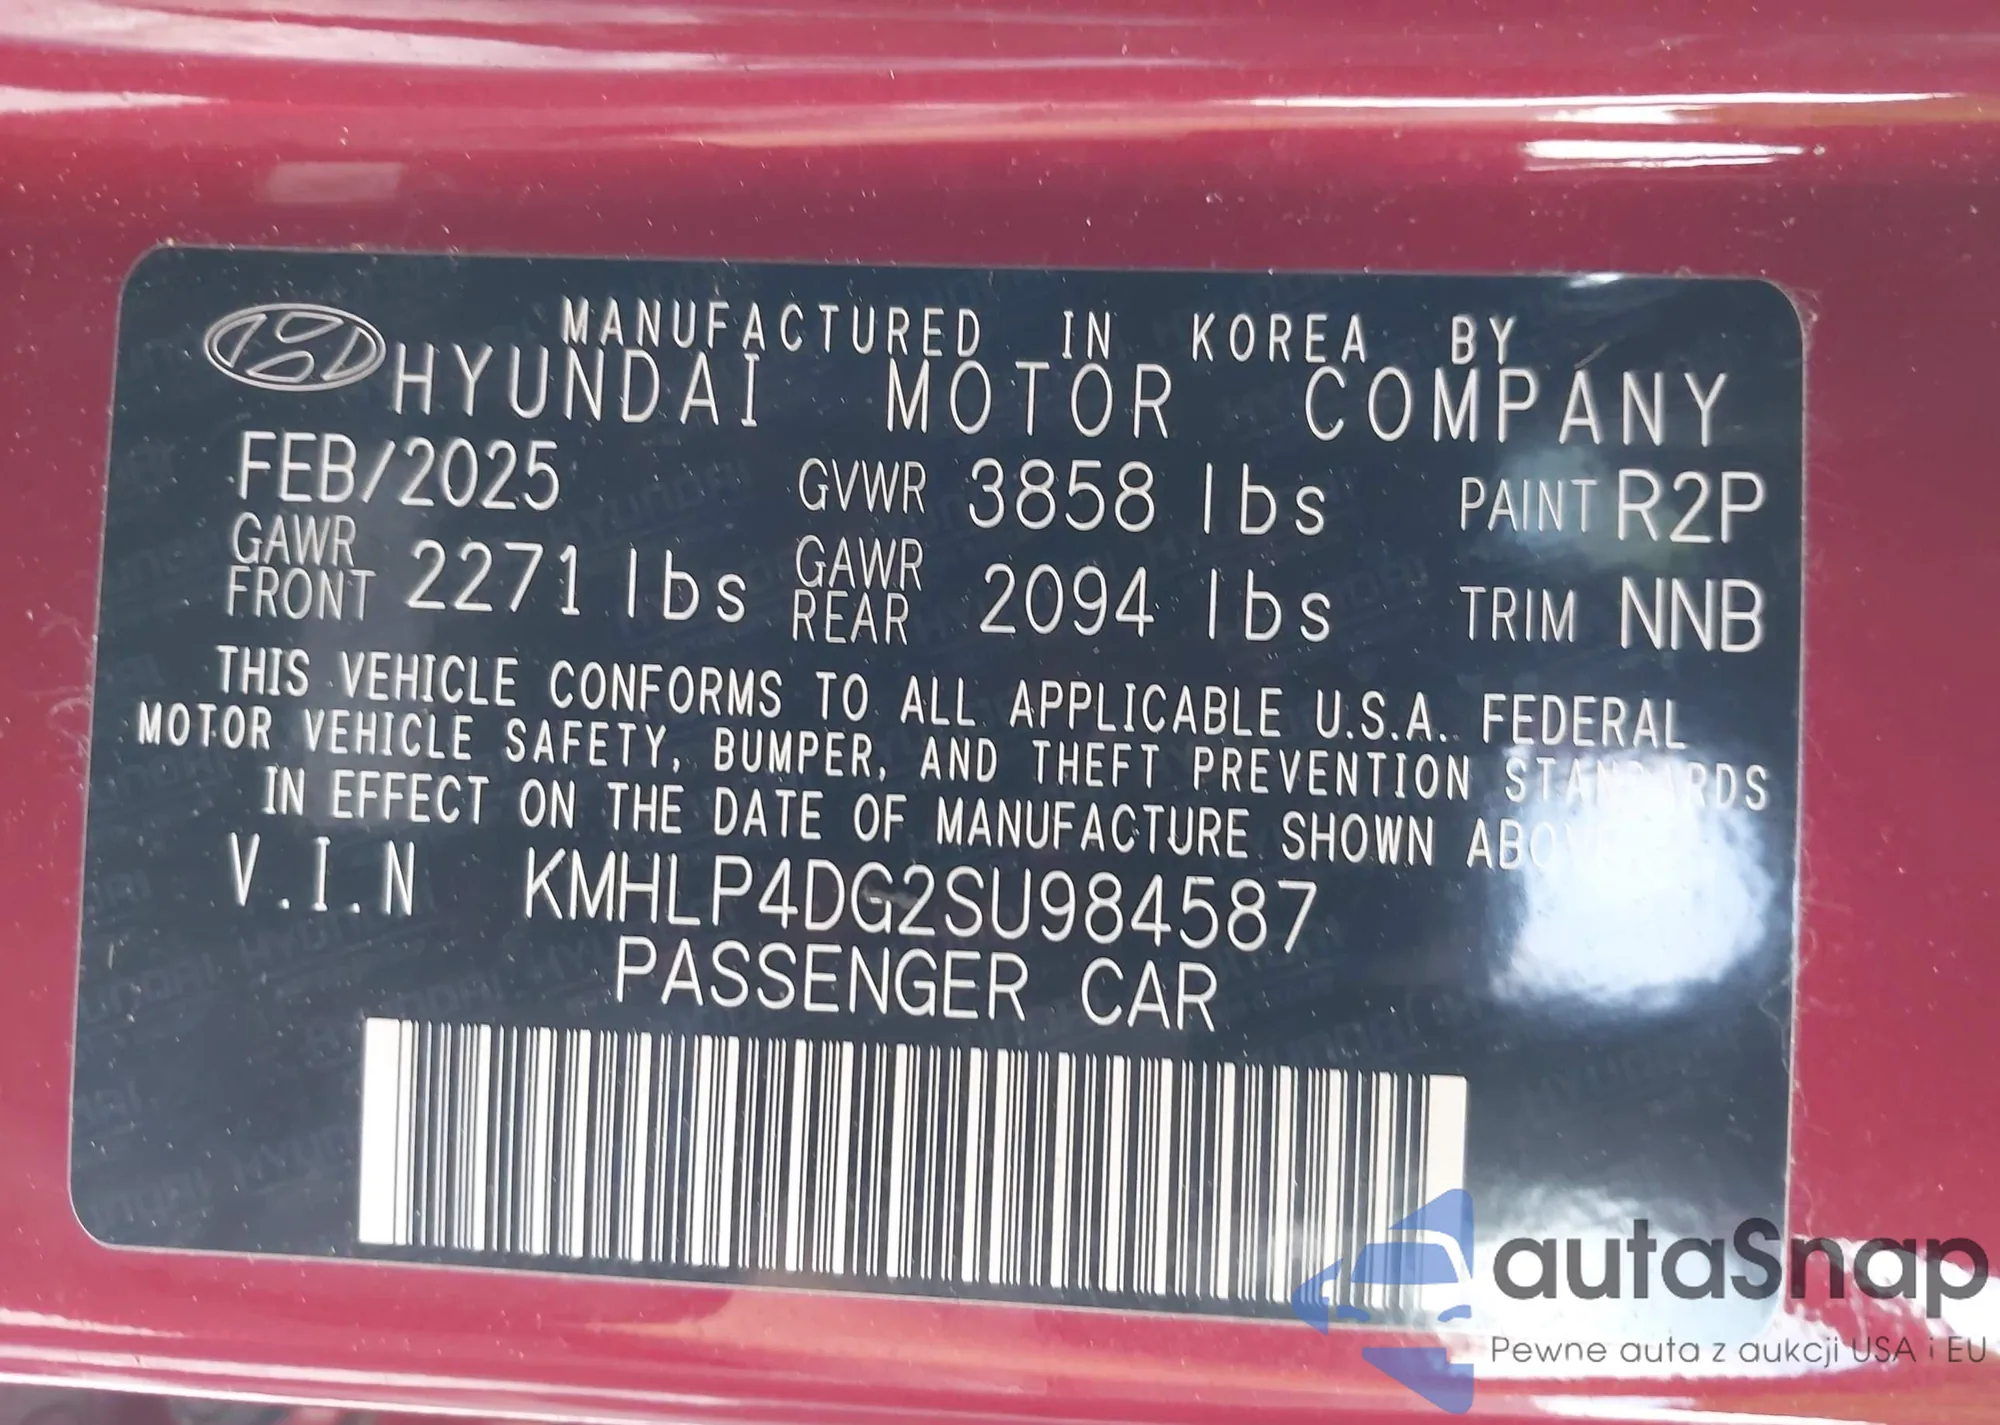 MANUFACTURED IN KOREA BY
HYUNDAI MOTOR COMPANY
FEB/2025 GVWR 3858 lbs PAINT R2P
GAWR FRONT 2271 lbs GAWR REAR 2094 lbs TRIM NNB
THIS VEHICLE CONFORMS TO ALL APPLICABLE U.S.A. FEDERAL
MOTOR VEHICLE SAFETY, BUMPER, AND THEFT PREVENTION STANDARDS
IN EFFECT ON THE DATE OF MANUFACTURE SHOWN ABOVE
V.I.N KMHLP4DG2SU984587
PASSENGER CAR
autaSnap
Pewne auta z aukcji USA i EU